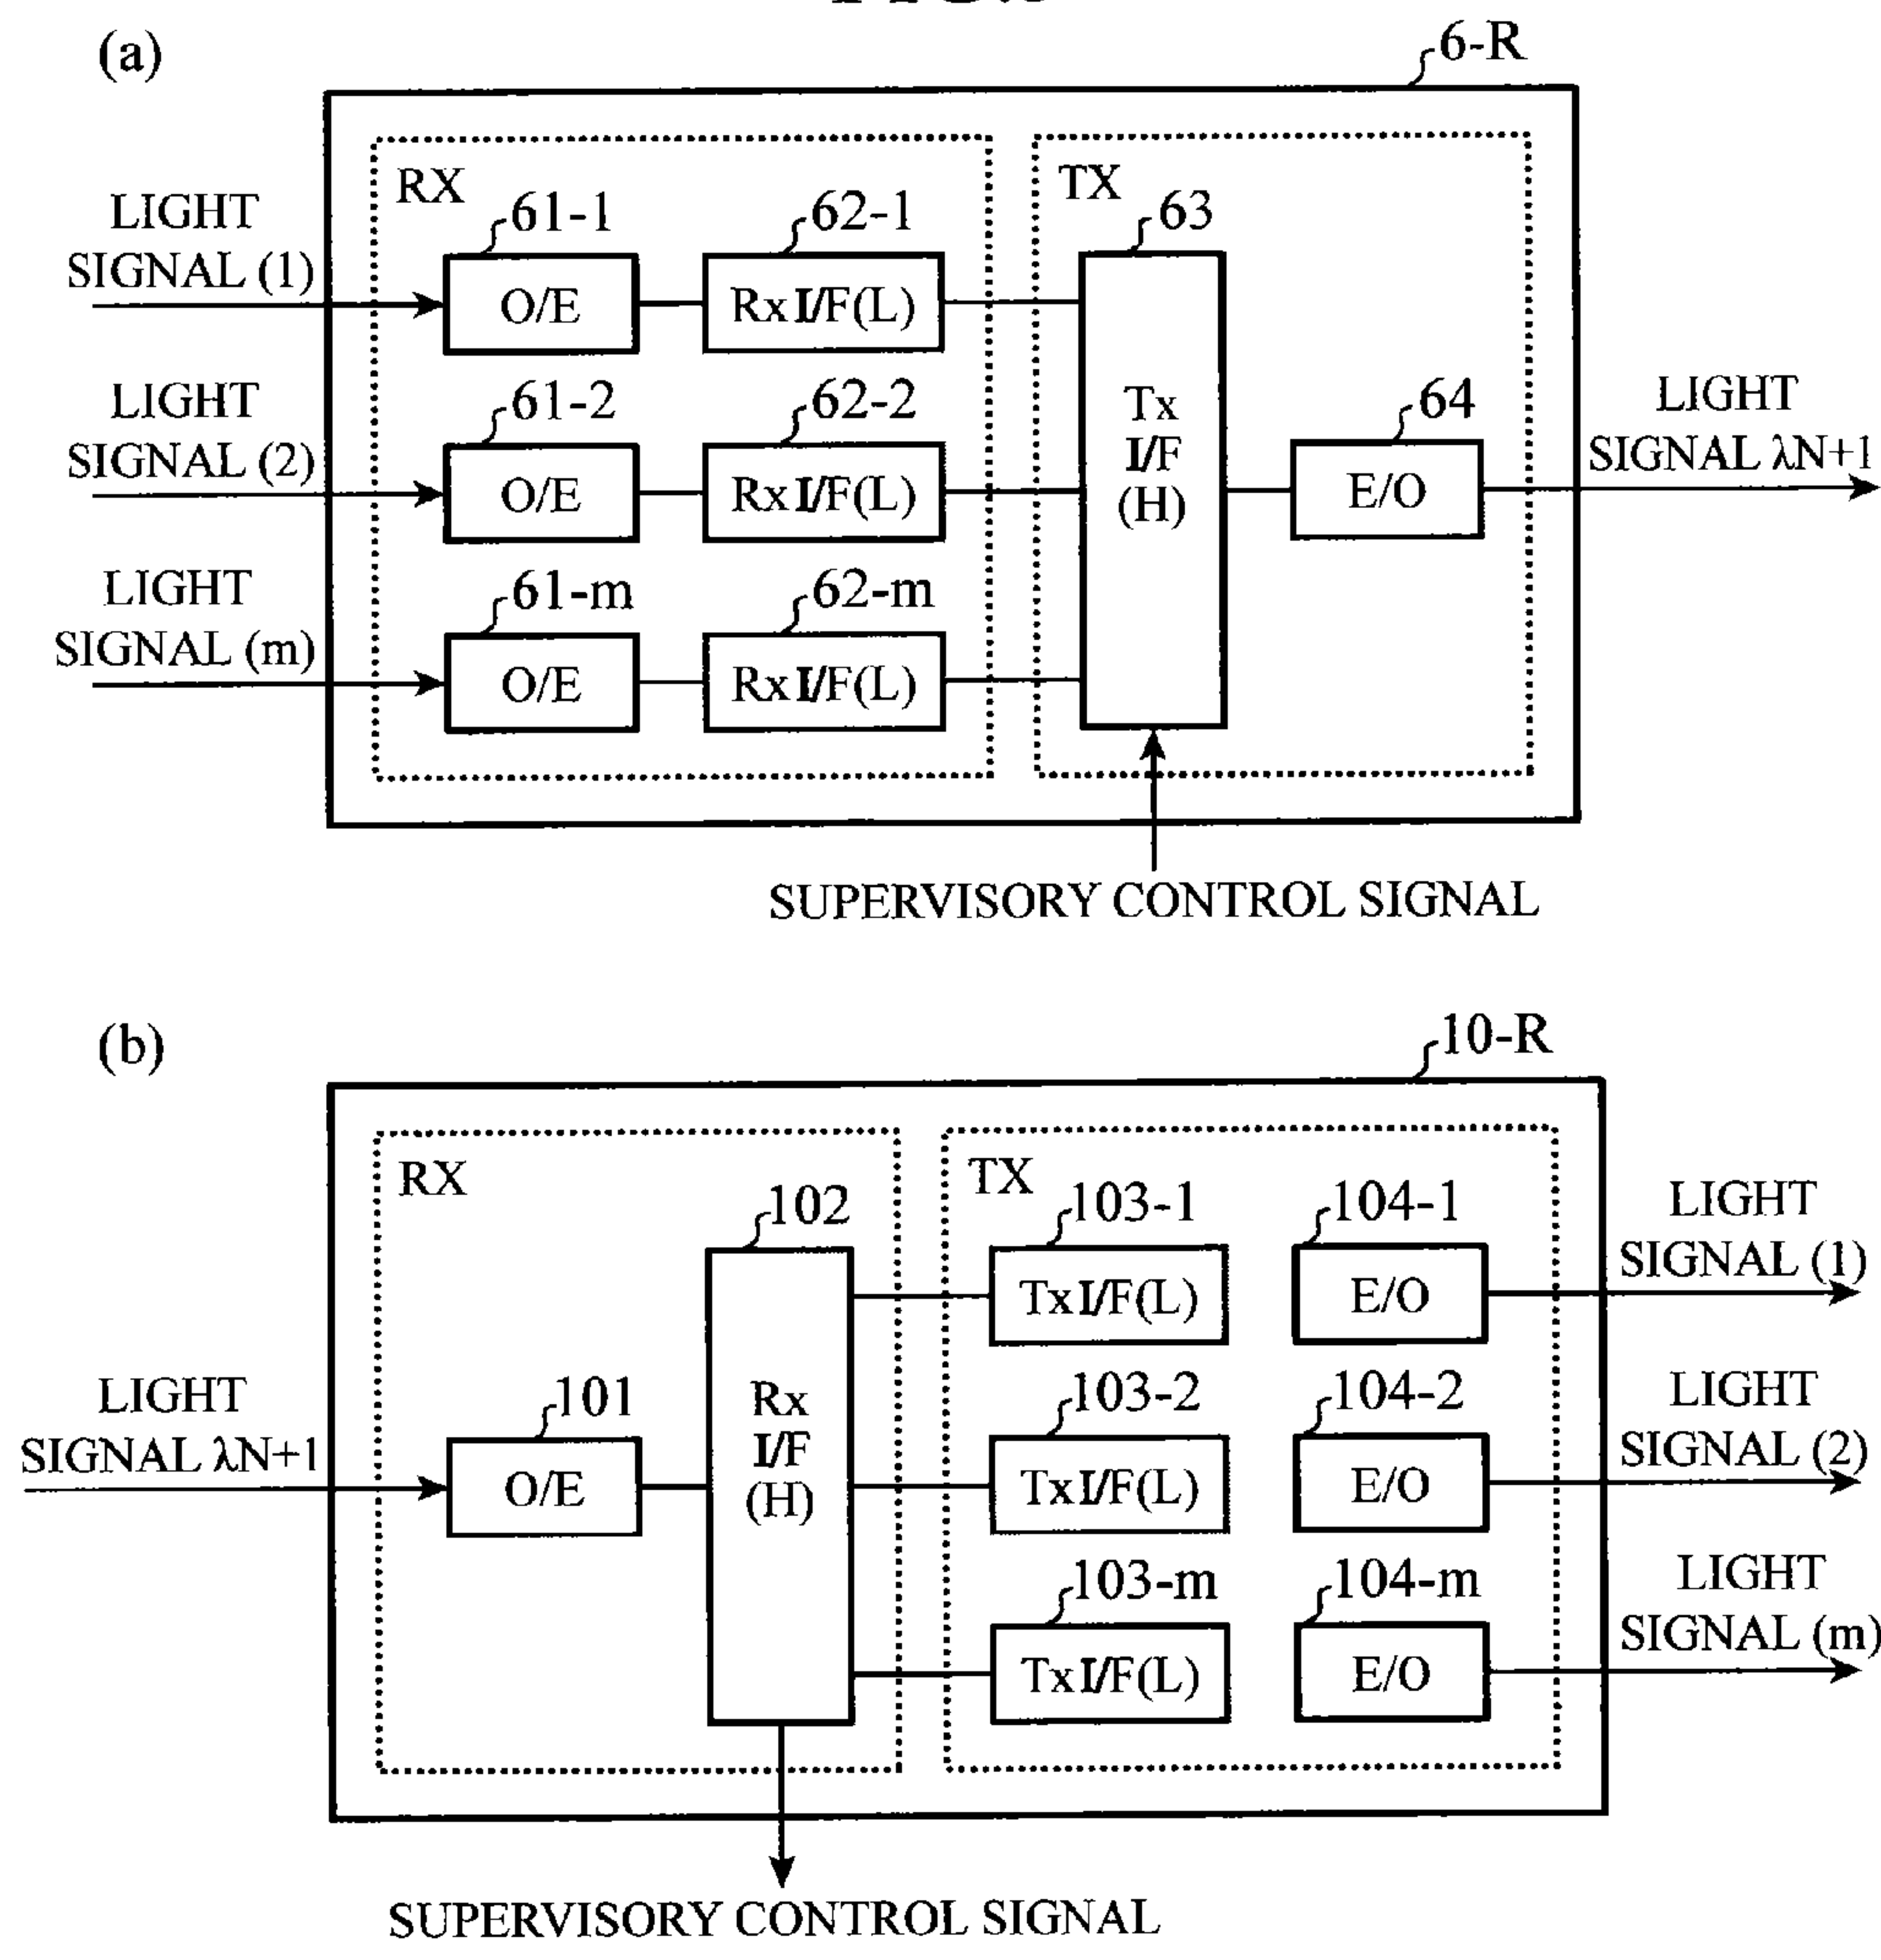 (a)
6-R
RX
TX
LIGHT
SIGNAL (1)
61-1
62-1
63
O/E
Rx I/F(L)
LIGHT
SIGNAL (2)
61-2
62-2
O/E
Rx I/F(L)
Tx
I/F
(H)
64
E/O
LIGHT
SIGNAL λN+1
LIGHT
SIGNAL (m)
61-m
62-m
O/E
Rx I/F(L)
SUPERVISORY CONTROL SIGNAL
(b)
10-R
RX
TX
102
103-1
104-1
LIGHT
SIGNAL (1)
Tx I/F(L)
E/O
LIGHT
SIGNAL λN+1
101
O/E
Rx
I/F
(H)
103-2
104-2
LIGHT
SIGNAL (2)
Tx I/F(L)
E/O
103-m
104-m
LIGHT
SIGNAL (m)
Tx I/F(L)
E/O
SUPERVISORY CONTROL SIGNAL